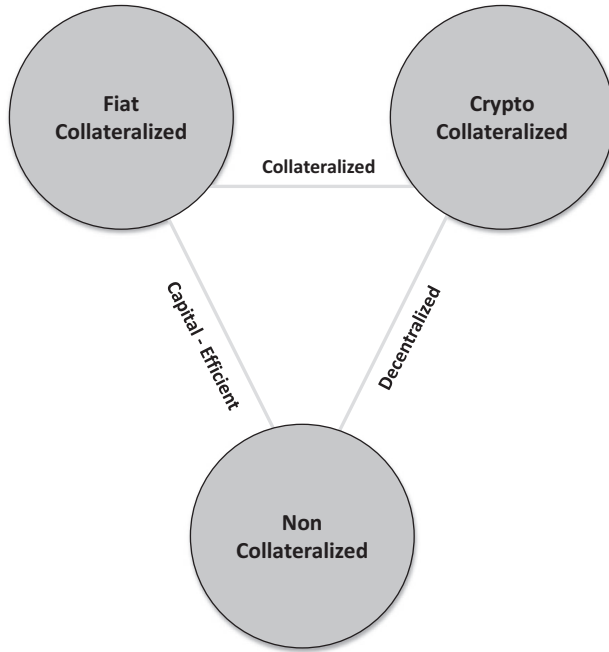 Fiat
Collateralized
Crypto
Collateralized
Collateralized
Capital - Efficient
Decentralized
Non
Collateralized